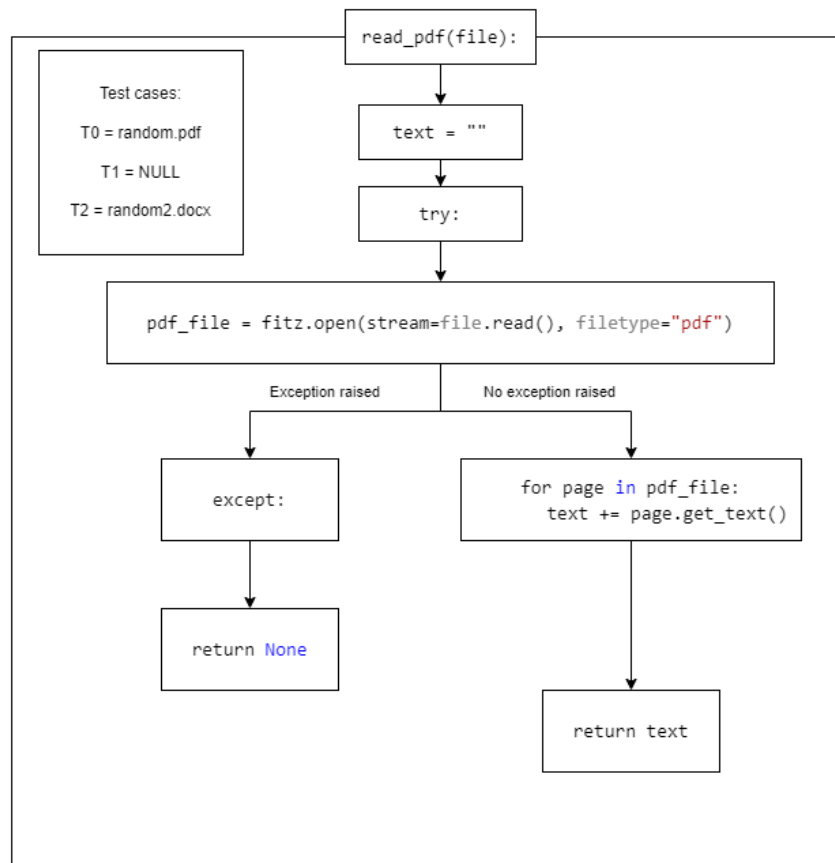 read_pdf(file):
Test cases:
T0 = random.pdf
T1 = NULL
T2 = random2.docx
text = ""
try:
pdf_file = fitz.open(stream=file.read(), filetype="pdf")
Exception raised
No exception raised
except:
for page in pdf_file:
text += page.get_text()
return None
return text